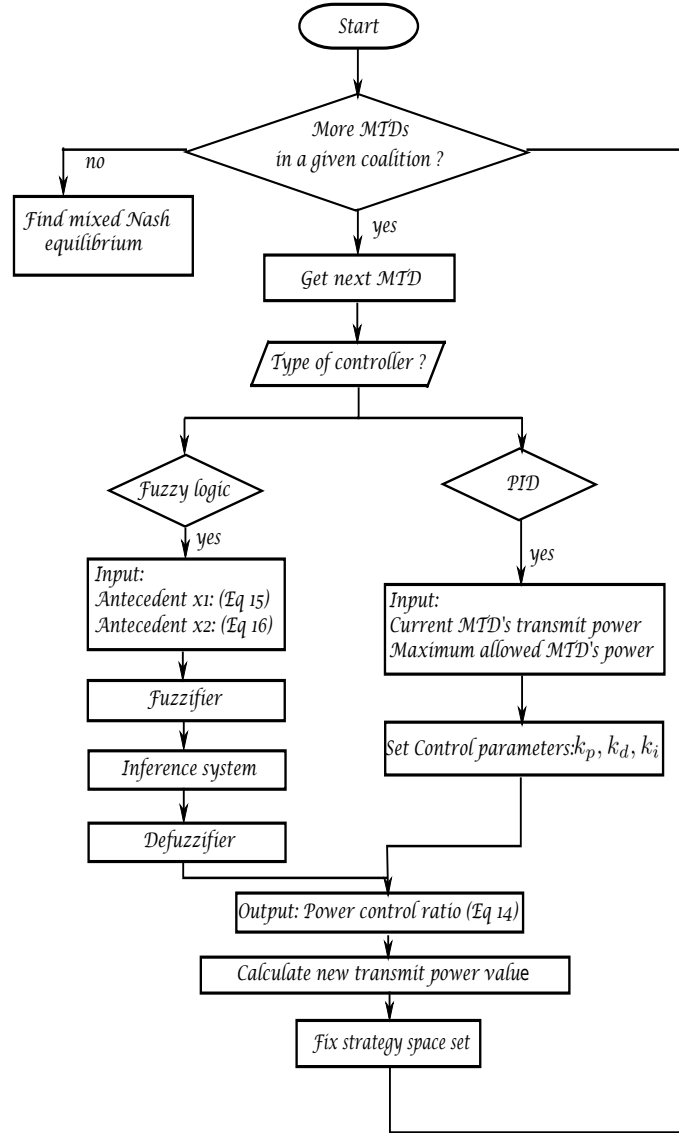 Start
More MTDs
in a given coalition ?
no
Find mixed Nash
equilibrium
yes
Get next MTD
Type of controller ?
Fuzzy logic
PID
yes
yes
Input:
Antecedent x1: (Eq 15)
Antecedent x2: (Eq 16)
Input:
Current MTD's transmit power
Maximum allowed MTD's power
Fuzzifier
Inference system
Defuzzifier
Set Control parameters:k_p, k_d, k_i
Output: Power control ratio (Eq 14)
Calculate new transmit power value
Fix strategy space set